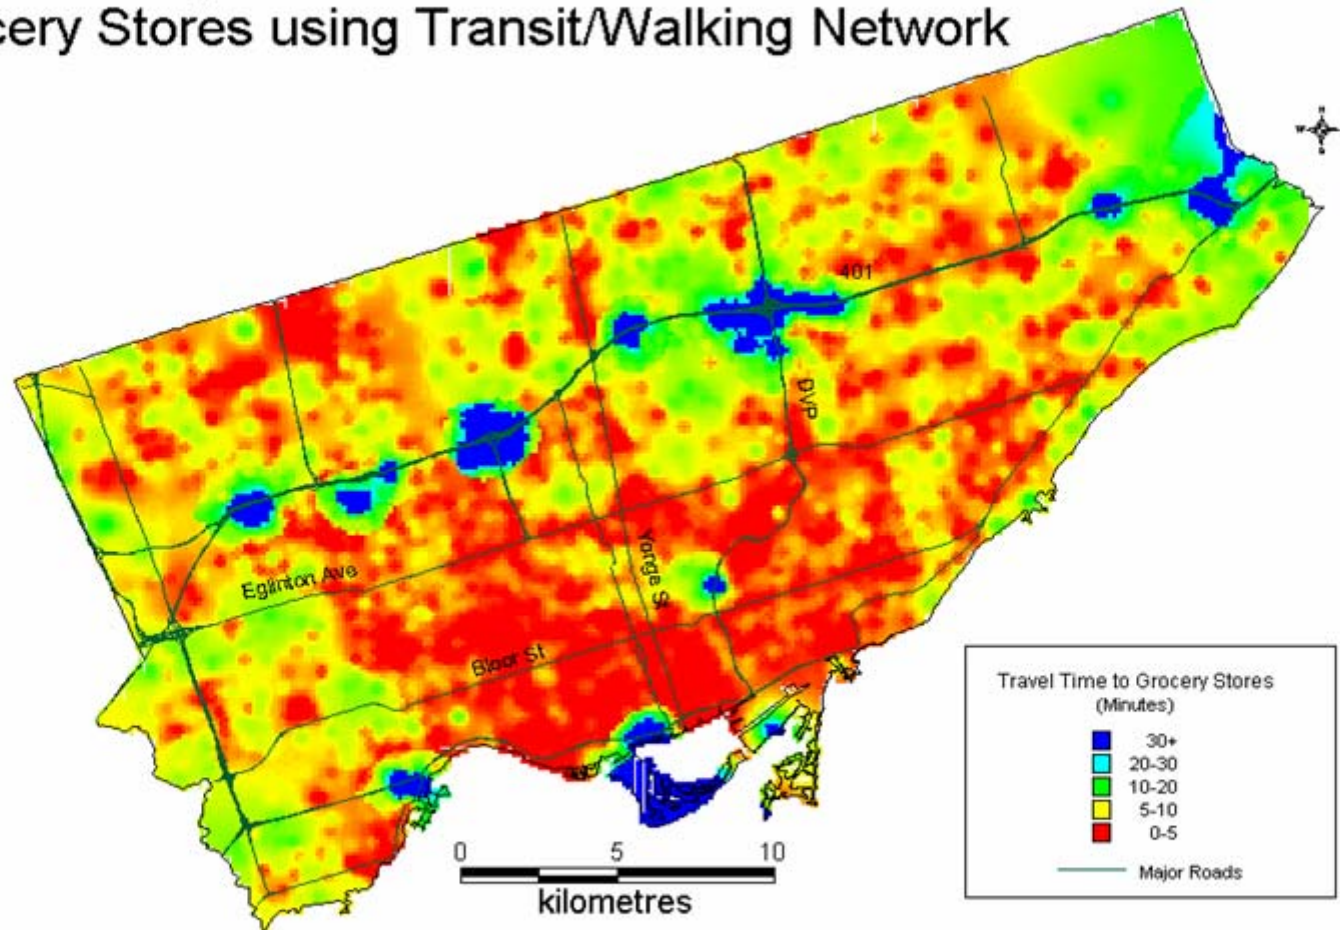 cery Stores using Transit/Walking Network
N
W
S
401
DVP
Yonge St
Eglinton Ave
Bloor St
Travel Time to Grocery Stores
(Minutes)
30+
20-30
10-20
5-10
0-5
Major Roads
0 5 10
kilometres